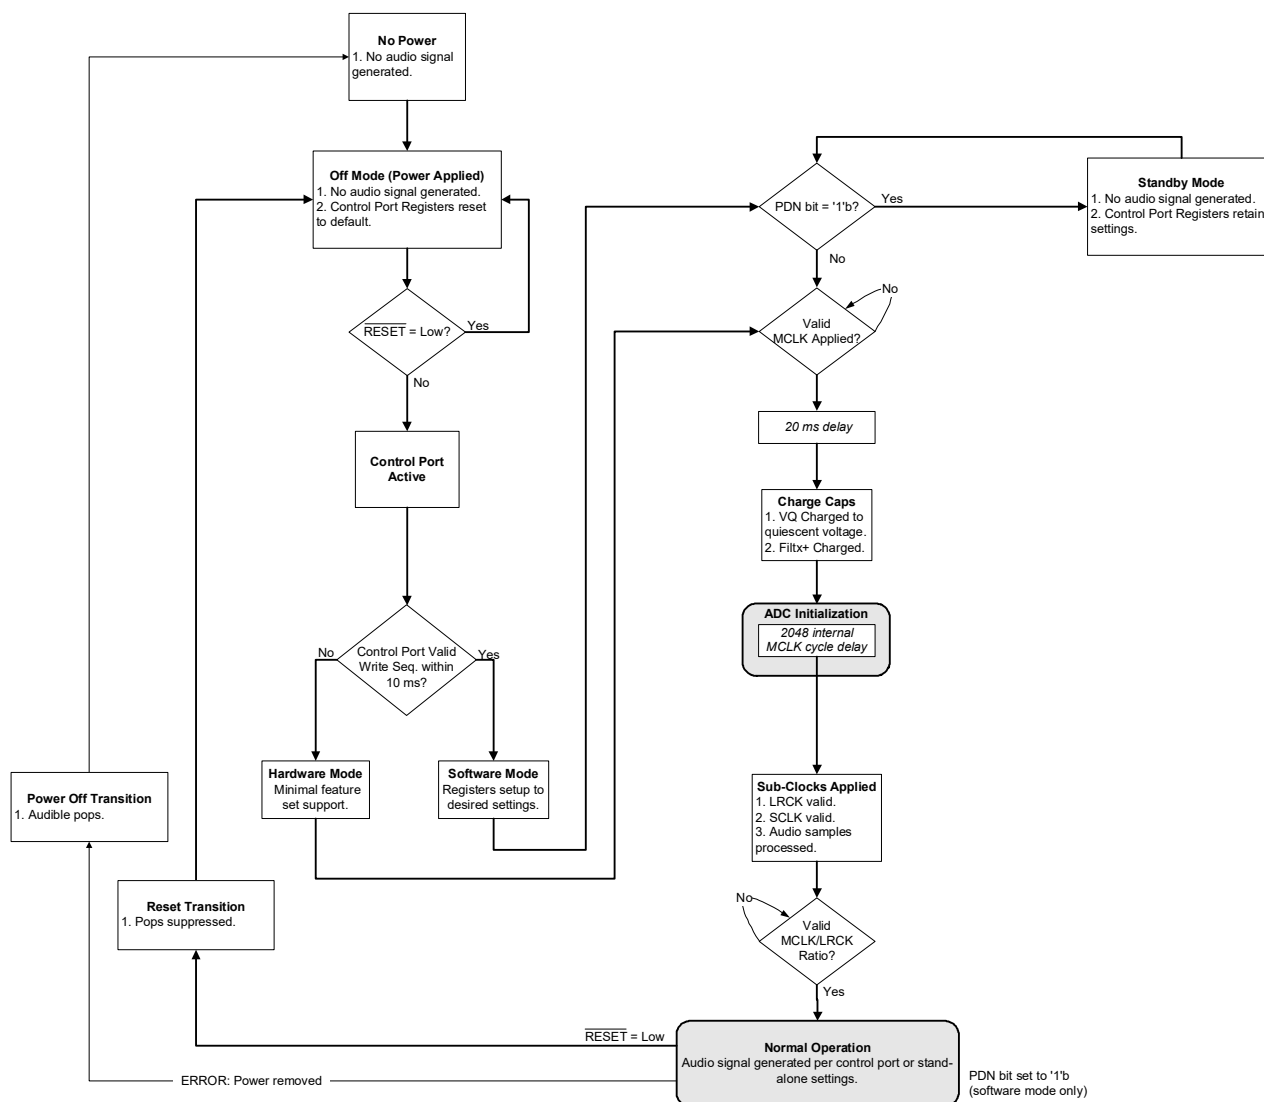 No Power
1. No audio signal
generated.
Off Mode (Power Applied)
1. No audio signal generated.
2. Control Port Registers reset
to default.
RESET = Low?
Yes
No
Control Port
Active
Control Port Valid
Write Seq. within
10 ms?
No
Yes
Hardware Mode
Minimal feature
set support.
Software Mode
Registers setup to
desired settings.
Power Off Transition
1. Audible pops.
Reset Transition
1. Pops suppressed.
PDN bit = '1'b?
Yes
No
Standby Mode
1. No audio signal generated.
2. Control Port Registers retain
settings.
Valid
MCLK Applied?
No
20 ms delay
Charge Caps
1. VQ Charged to
quiescent voltage.
2. Filtx+ Charged.
ADC Initialization
2048 internal
MCLK cycle delay
Sub-Clocks Applied
1. LRCK valid.
2. SCLK valid.
3. Audio samples
processed.
No
Valid
MCLK/LRCK
Ratio?
Yes
RESET = Low
Normal Operation
Audio signal generated per control port or stand-
alone settings.
ERROR: Power removed
PDN bit set to '1'b
(software mode only)